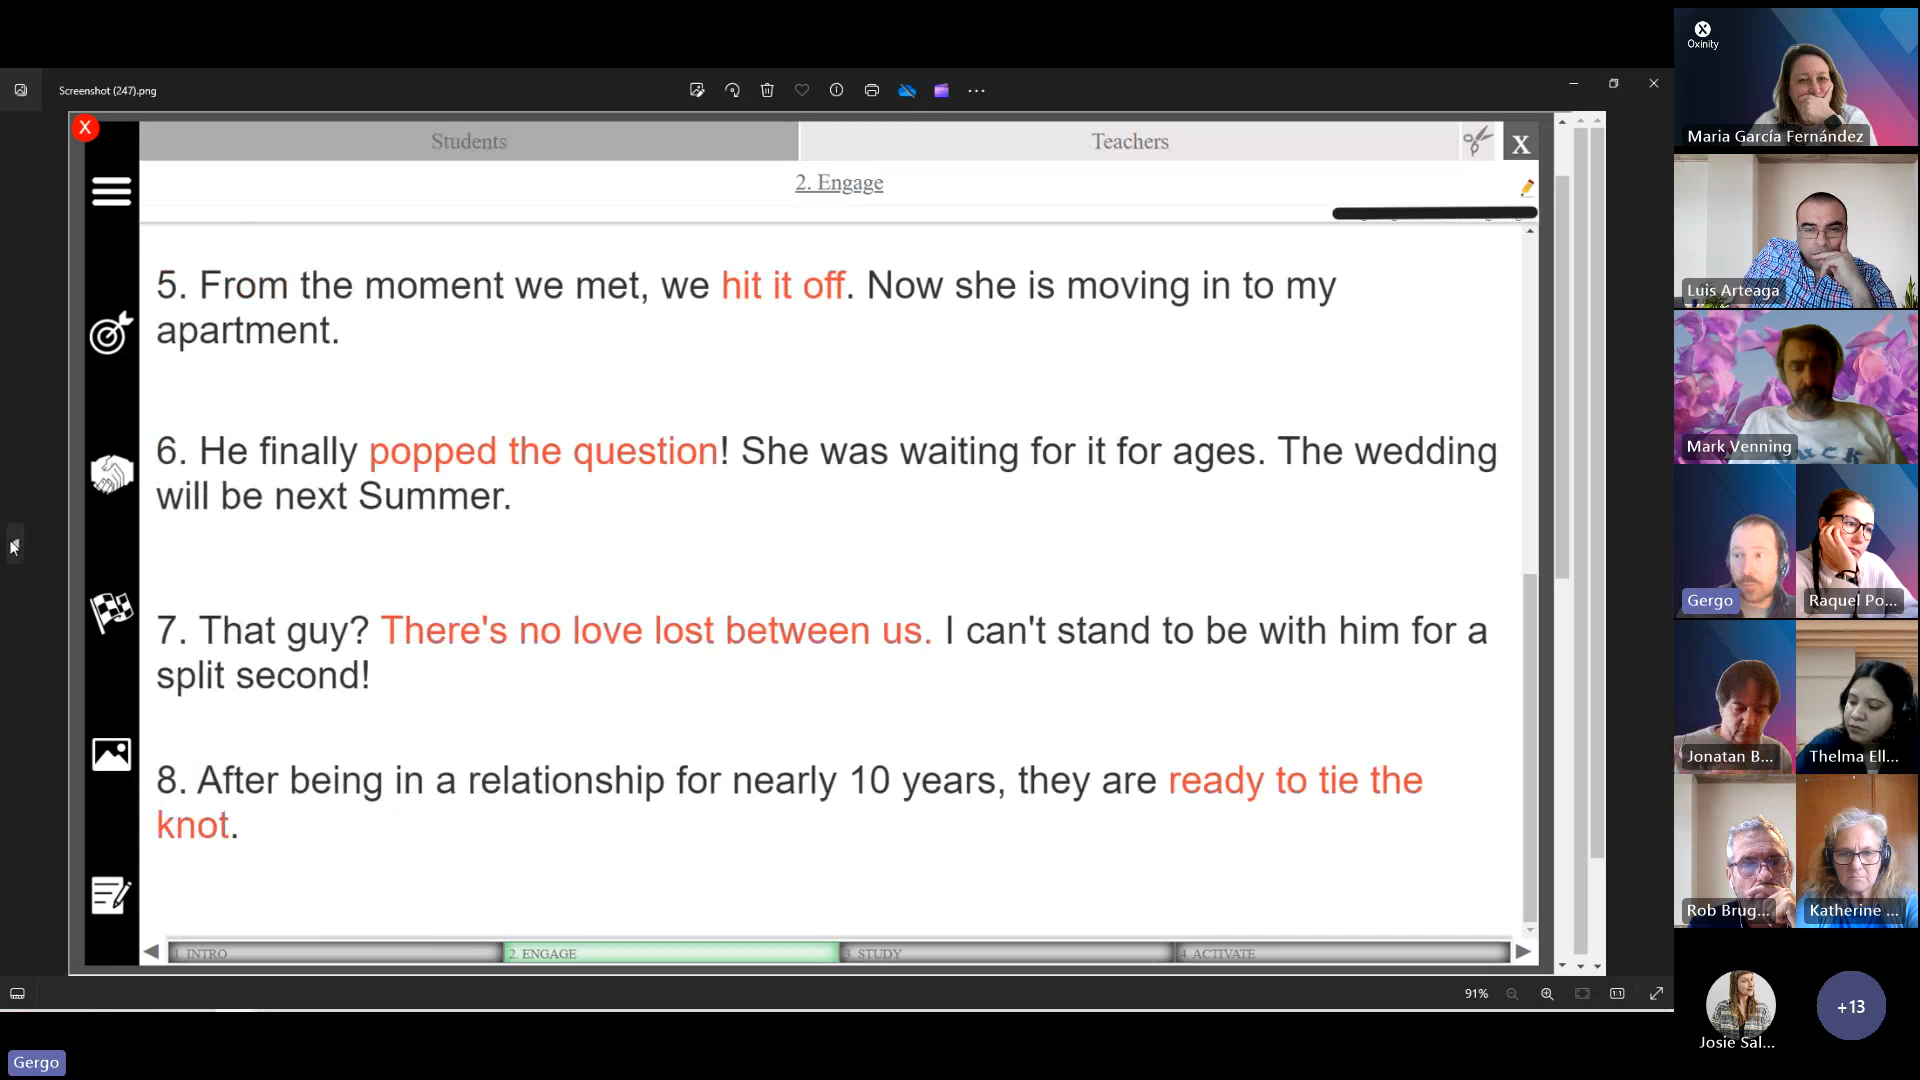 Screenshot (247).png
X
Students
Teachers
X
2. Engage
5. From the moment we met, we hit it off. Now she is moving in to my
apartment.
6. He finally popped the question! She was waiting for it for ages. The wedding
will be next Summer.
7. That guy? There's no love lost between us. I can't stand to be with him for a
split second!
8. After being in a relationship for nearly 10 years, they are ready to tie the
knot.
1. INTRO
2. ENGAGE
3. STUDY
4. ACTIVATE
91%
1:1
Gergo
Oxinity
Maria García Fernández
Luis Arteaga
Mark Venning
Gergo
Raquel Po...
Jonatan B...
Thelma Ell...
Rob Brug...
Katherine ...
Josie Sal...
+13